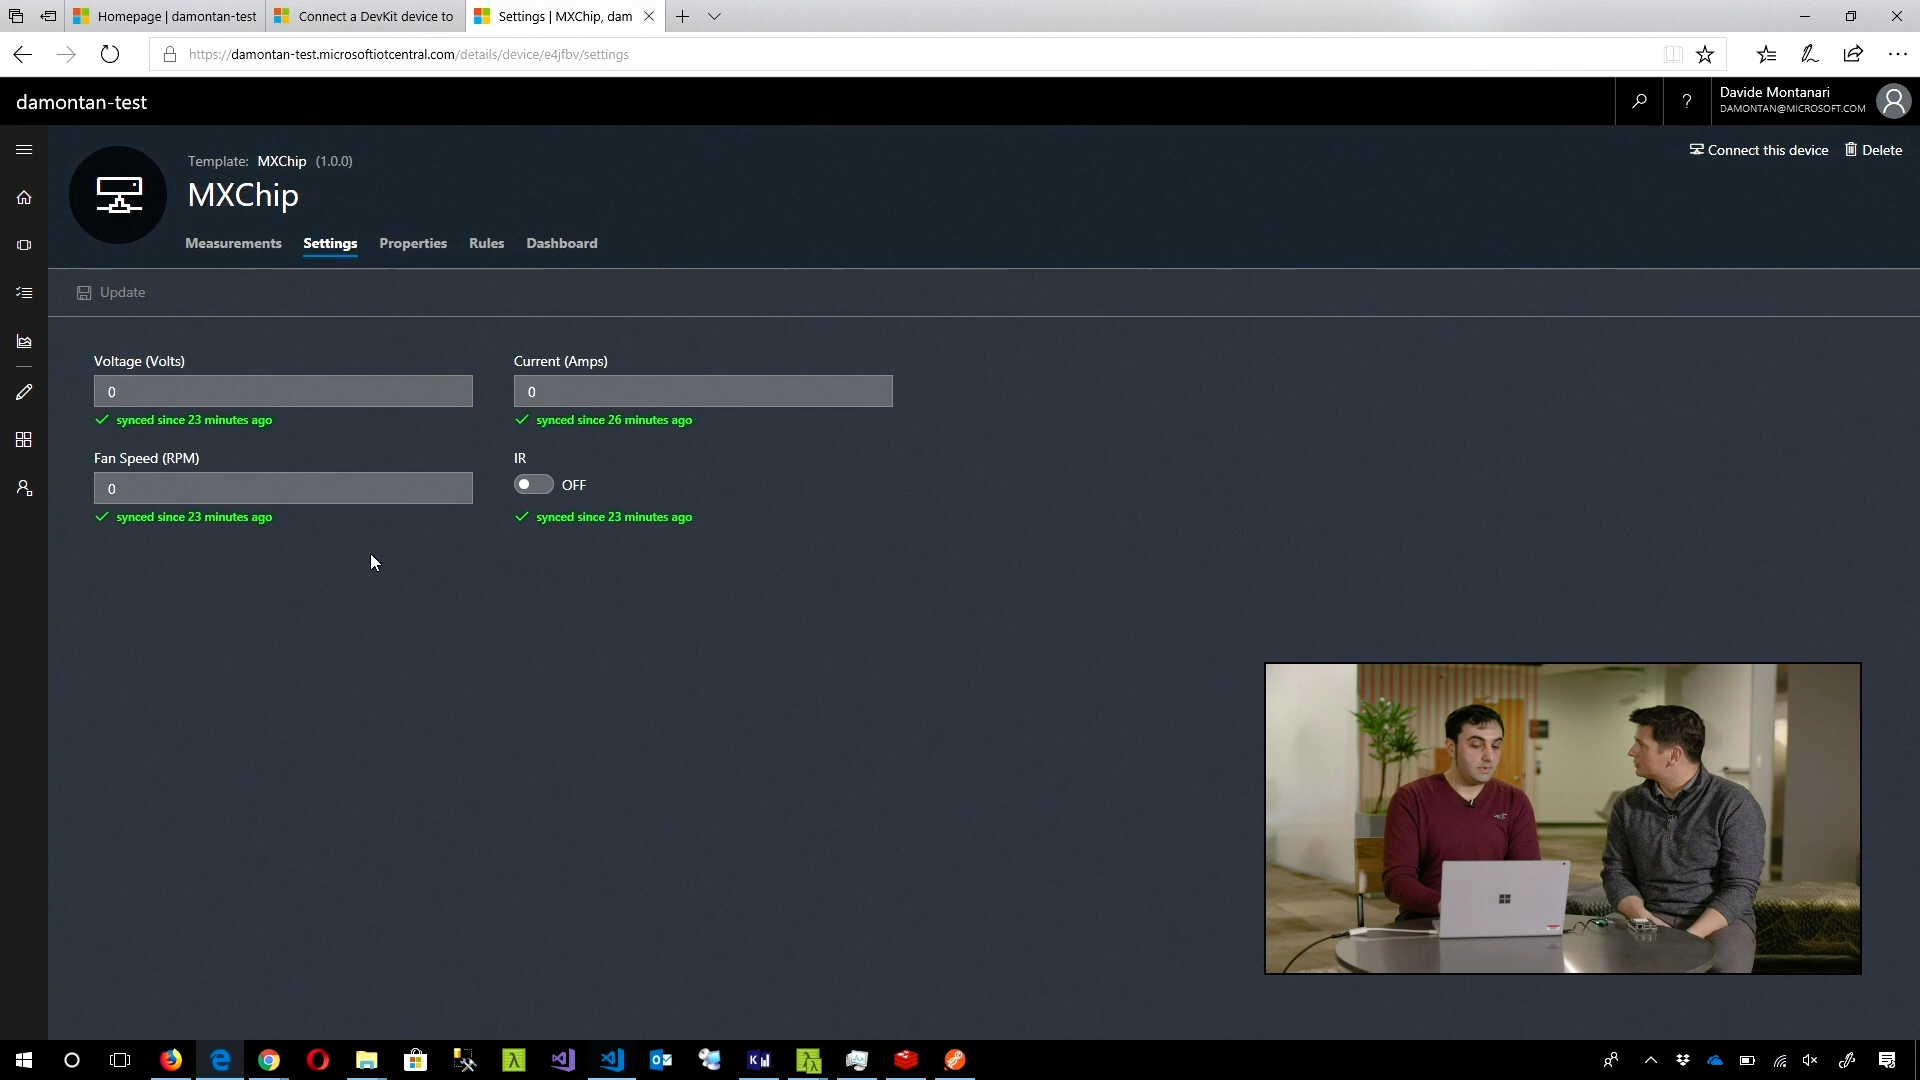 Homepage | damontan-test
Connect a DevKit device to
Settings | MXChip, dam
https://damontan-test.microsoftiotcentral.com/details/device/e4jfbv/settings
damontan-test
?
Davide Montanari
DAMONTAN@MICROSOFT.COM
Template: MXChip (1.0.0)
MXChip
Connect this device
Delete
Measurements Settings Properties Rules Dashboard
Update
Voltage (Volts)
0
synced since 23 minutes ago
Current (Amps)
0
synced since 26 minutes ago
Fan Speed (RPM)
0
synced since 23 minutes ago
IR
OFF
synced since 23 minutes ago